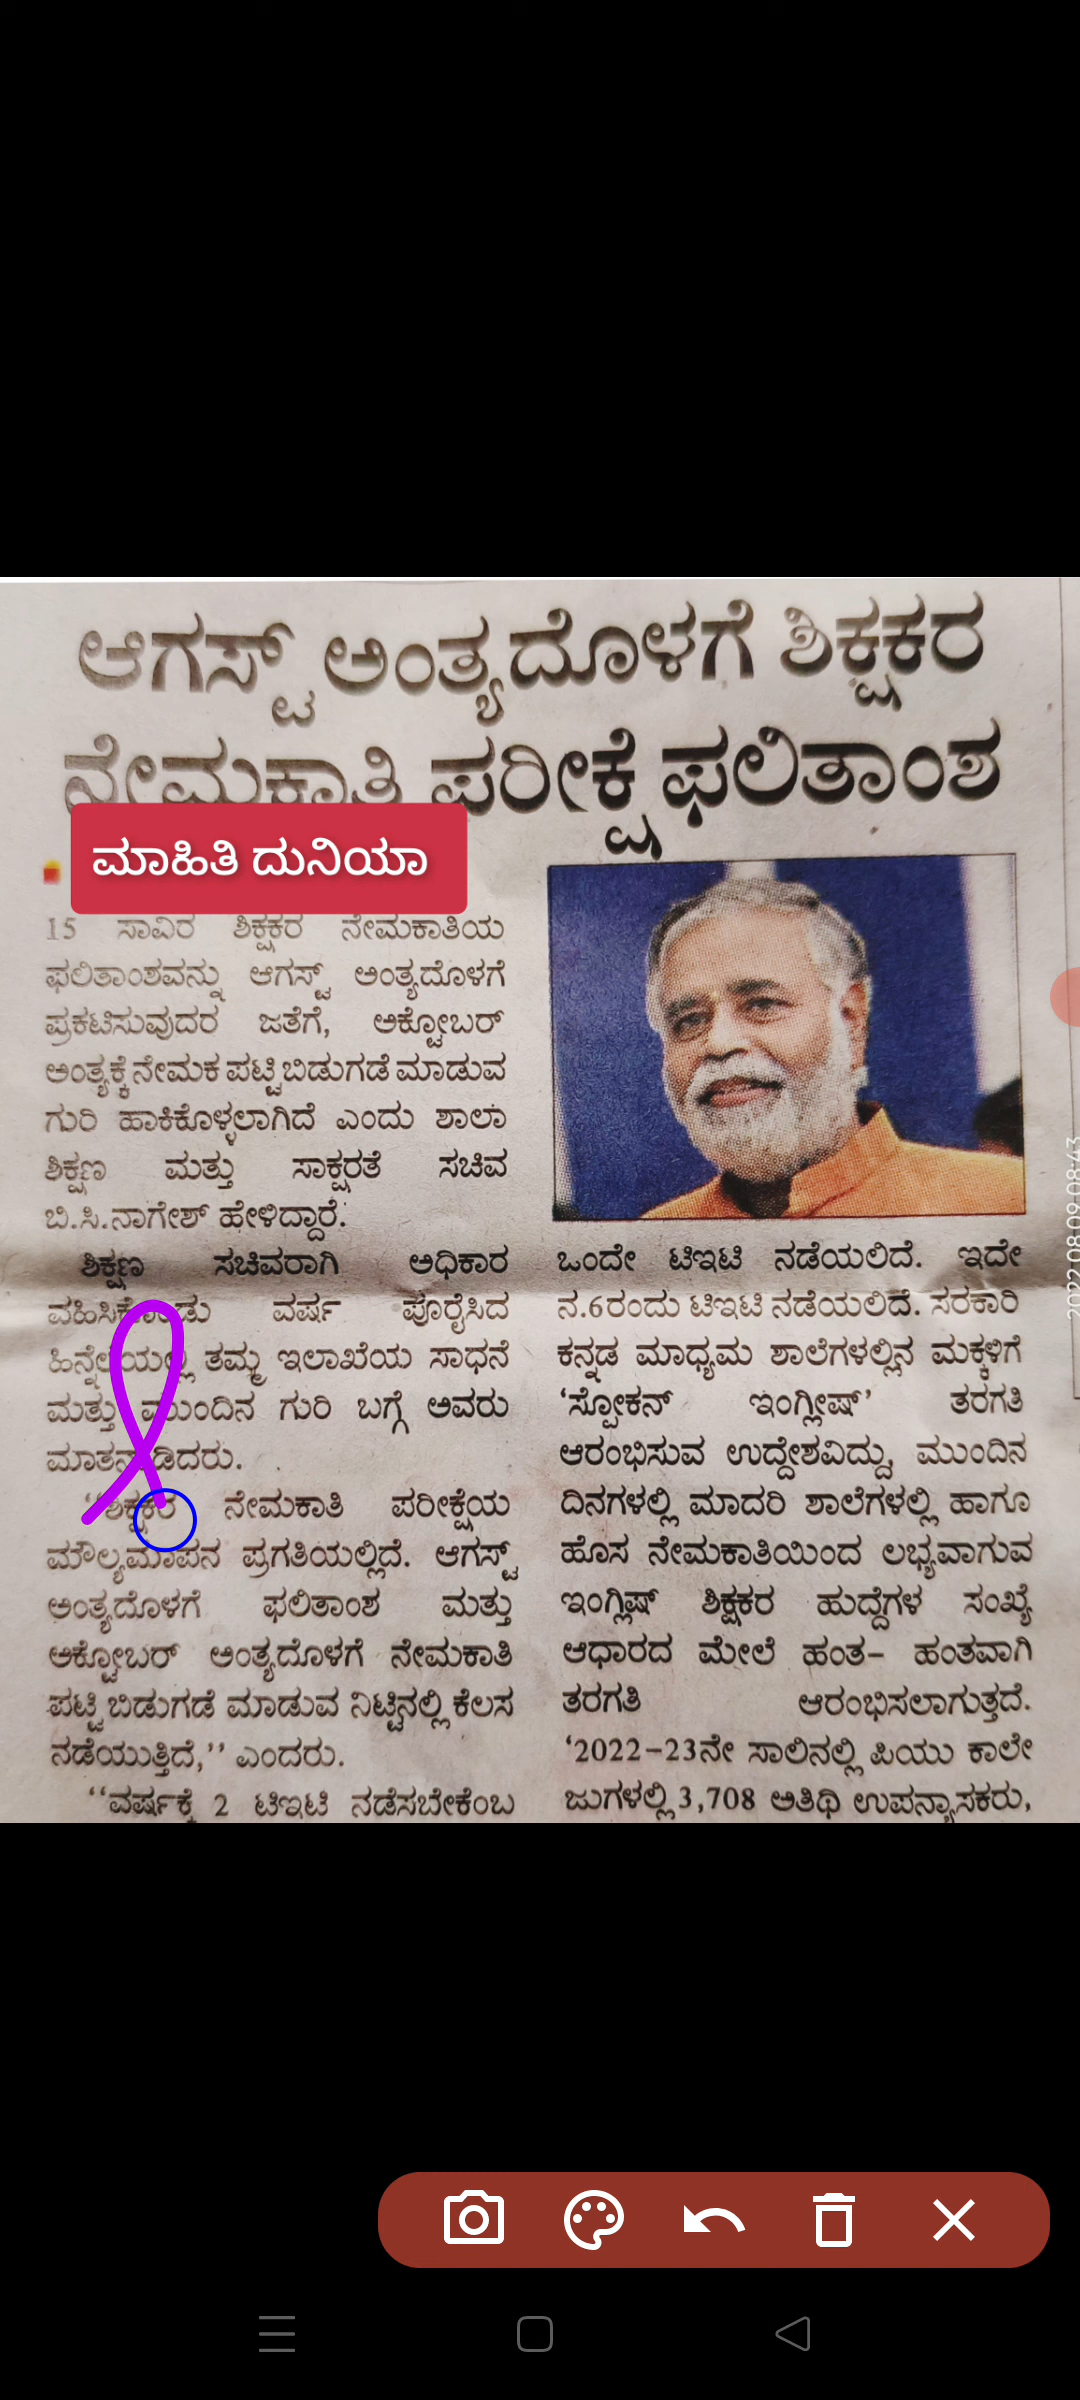 ಆಗಸ್ಟ್ ಅಂತ್ಯದೊಳಗೆ ಶಿಕ್ಷಕರ
ನೇಮಕಾತಿ ಪರೀಕ್ಷೆ ಫಲಿತಾಂಶ
ಮಾಹಿತಿ ದುನಿಯಾ
15 ಸಾವಿರ ಶಿಕ್ಷಕರ ನೇಮಕಾತಿಯ
ಫಲಿತಾಂಶವನ್ನು ಆಗಸ್ಟ್ ಅಂತ್ಯದೊಳಗೆ
ಪ್ರಕಟಿಸುವುದರ ಜತೆಗೆ, ಅಕ್ಟೋಬರ್
ಅಂತ್ಯಕ್ಕೆ ನೇಮಕ ಪಟ್ಟಿ ಬಿಡುಗಡೆ ಮಾಡುವ
ಗುರಿ ಹಾಕಿಕೊಳ್ಳಲಾಗಿದೆ ಎಂದು ಶಾಲಾ
ಶಿಕ್ಷಣ ಮತ್ತು ಸಾಕ್ಷರತೆ ಸಚಿವ
ಬಿ.ಸಿ.ನಾಗೇಶ್ ಹೇಳಿದ್ದಾರೆ.
ಶಿಕ್ಷಣ ಸಚಿವರಾಗಿ ಅಧಿಕಾರ
ವಹಿಸಿಕೊಂಡು ವರ್ಷ ಪೂರೈಸಿದ
ಹಿನ್ನೆಲೆಯಲ್ಲಿ ತಮ್ಮ ಇಲಾಖೆಯ ಸಾಧನೆ
ಮತ್ತು ಮುಂದಿನ ಗುರಿ ಬಗ್ಗೆ ಅವರು
ಮಾತನಾಡಿದರು.
‘‘ಶಿಕ್ಷಕರ ನೇಮಕಾತಿ ಪರೀಕ್ಷೆಯ
ಮೌಲ್ಯಮಾಪನ ಪ್ರಗತಿಯಲ್ಲಿದೆ. ಆಗಸ್ಟ್
ಅಂತ್ಯದೊಳಗೆ ಫಲಿತಾಂಶ ಮತ್ತು
ಅಕ್ಟೋಬರ್ ಅಂತ್ಯದೊಳಗೆ ನೇಮಕಾತಿ
ಪಟ್ಟಿ ಬಿಡುಗಡೆ ಮಾಡುವ ನಿಟ್ಟಿನಲ್ಲಿ ಕೆಲಸ
ನಡೆಯುತ್ತಿದೆ,’’ ಎಂದರು.
‘‘ವರ್ಷಕ್ಕೆ 2 ಟಿಇಟಿ ನಡೆಸಬೇಕೆಂಬ
ಒಂದೇ ಟಿಇಟಿ ನಡೆಯಲಿದೆ. ಇದೇ
ನ.6ರಂದು ಟಿಇಟಿ ನಡೆಯಲಿದೆ. ಸರಕಾರಿ
ಕನ್ನಡ ಮಾಧ್ಯಮ ಶಾಲೆಗಳಲ್ಲಿನ ಮಕ್ಕಳಿಗೆ
‘ಸ್ಪೋಕನ್ ಇಂಗ್ಲೀಷ್’ ತರಗತಿ
ಆರಂಭಿಸುವ ಉದ್ದೇಶವಿದ್ದು, ಮುಂದಿನ
ದಿನಗಳಲ್ಲಿ ಮಾದರಿ ಶಾಲೆಗಳಲ್ಲಿ ಹಾಗೂ
ಹೊಸ ನೇಮಕಾತಿಯಿಂದ ಲಭ್ಯವಾಗುವ
ಇಂಗ್ಲಿಷ್ ಶಿಕ್ಷಕರ ಹುದ್ದೆಗಳ ಸಂಖ್ಯೆ
ಆಧಾರದ ಮೇಲೆ ಹಂತ– ಹಂತವಾಗಿ
ತರಗತಿ ಆರಂಭಿಸಲಾಗುತ್ತದೆ.
‘2022–23ನೇ ಸಾಲಿನಲ್ಲಿ ಪಿಯು ಕಾಲೇ
ಜುಗಳಲ್ಲಿ 3,708 ಅತಿಥಿ ಉಪನ್ಯಾಸಕರು,
2022 08 09 08:43